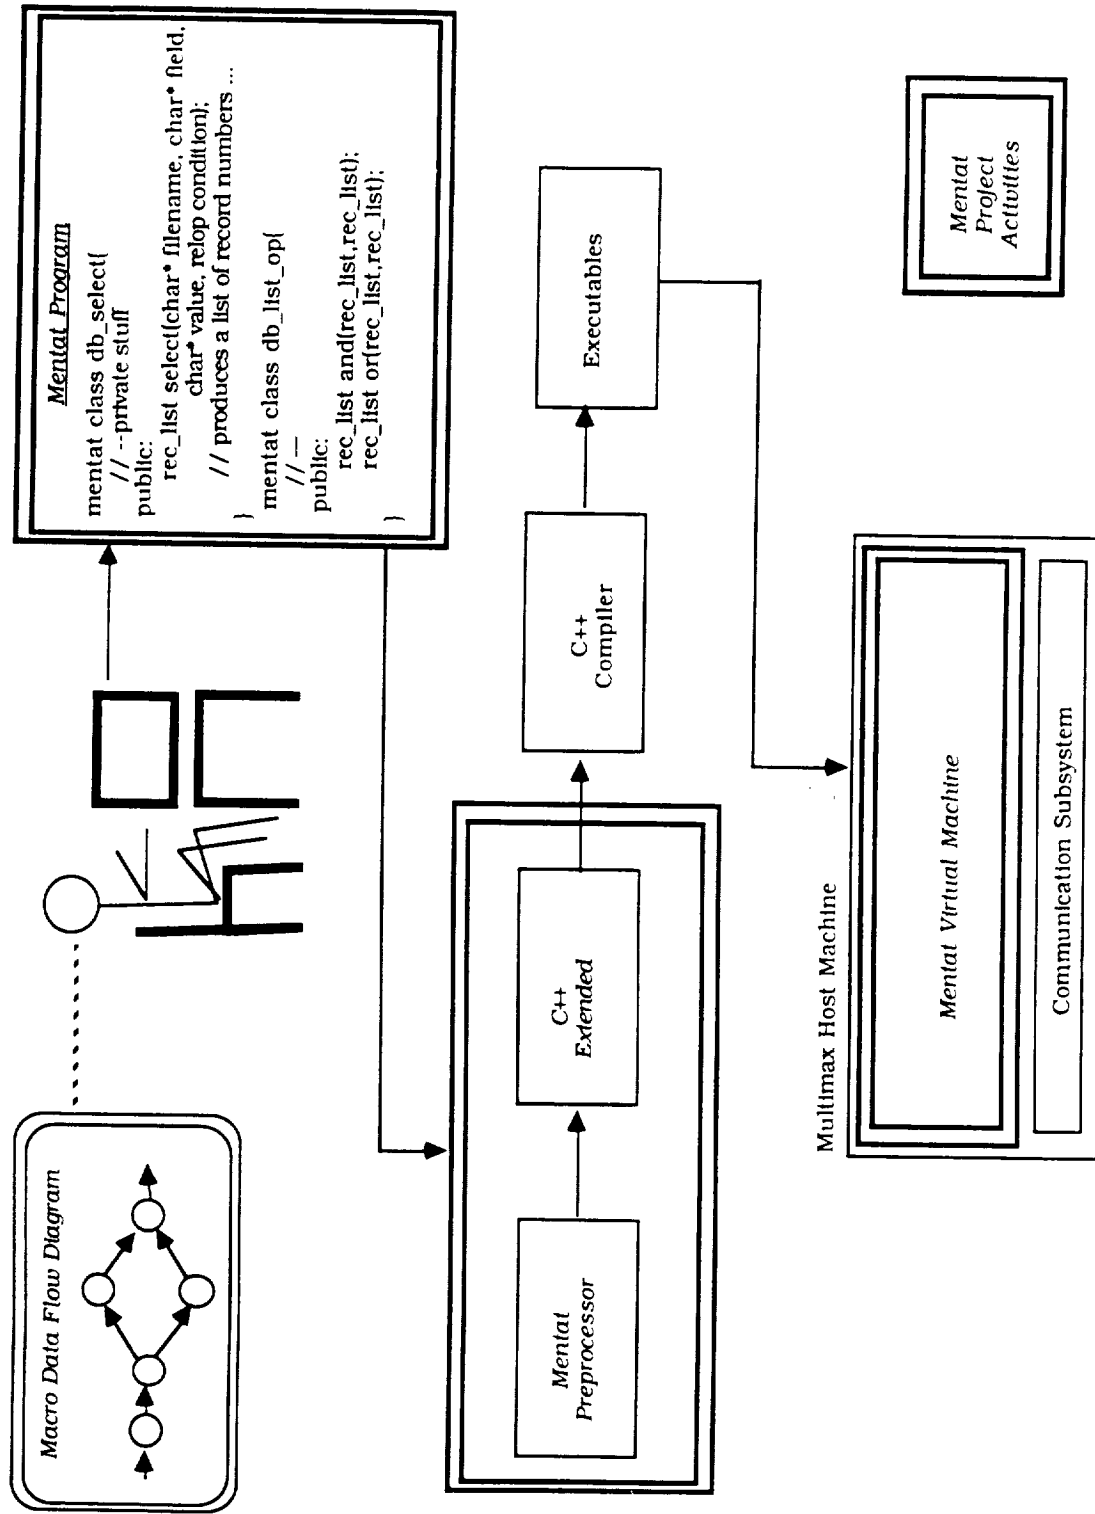 Macro Data Flow Diagram
Mentat Program
mentat class db_select{
// --private stuff
public:
rec_list select(char* filename, char* field,
char* value, relop condition);
// produces a list of record numbers ...
}
mentat class db_list_op{
// —
public:
rec_list and(rec_list,rec_list);
rec_list or(rec_list,rec_list);
}
Mentat
Preprocessor
C++
Extended
C++
Compiler
Executables
Multimax Host Machine
Mentat Virtual Machine
Communication Subsystem
Mentat
Project
Activities